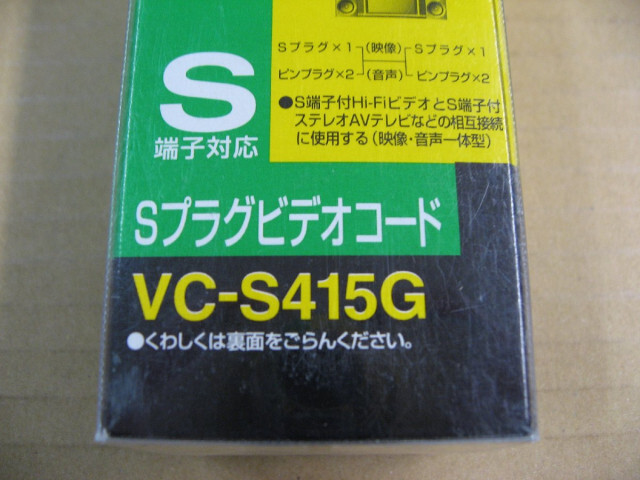 Sプラグ×1 (映像) Sプラグ×1
ピンプラグ×2 (音声) ピンプラグ×2
●S端子付Hi-FiビデオとS端子付
ステレオAVテレビなどの相互接続
に使用する(映像・音声一体型)
S
端子対応
Sプラグビデオコード
VC-S415G
●くわしくは裏面をごらんください。